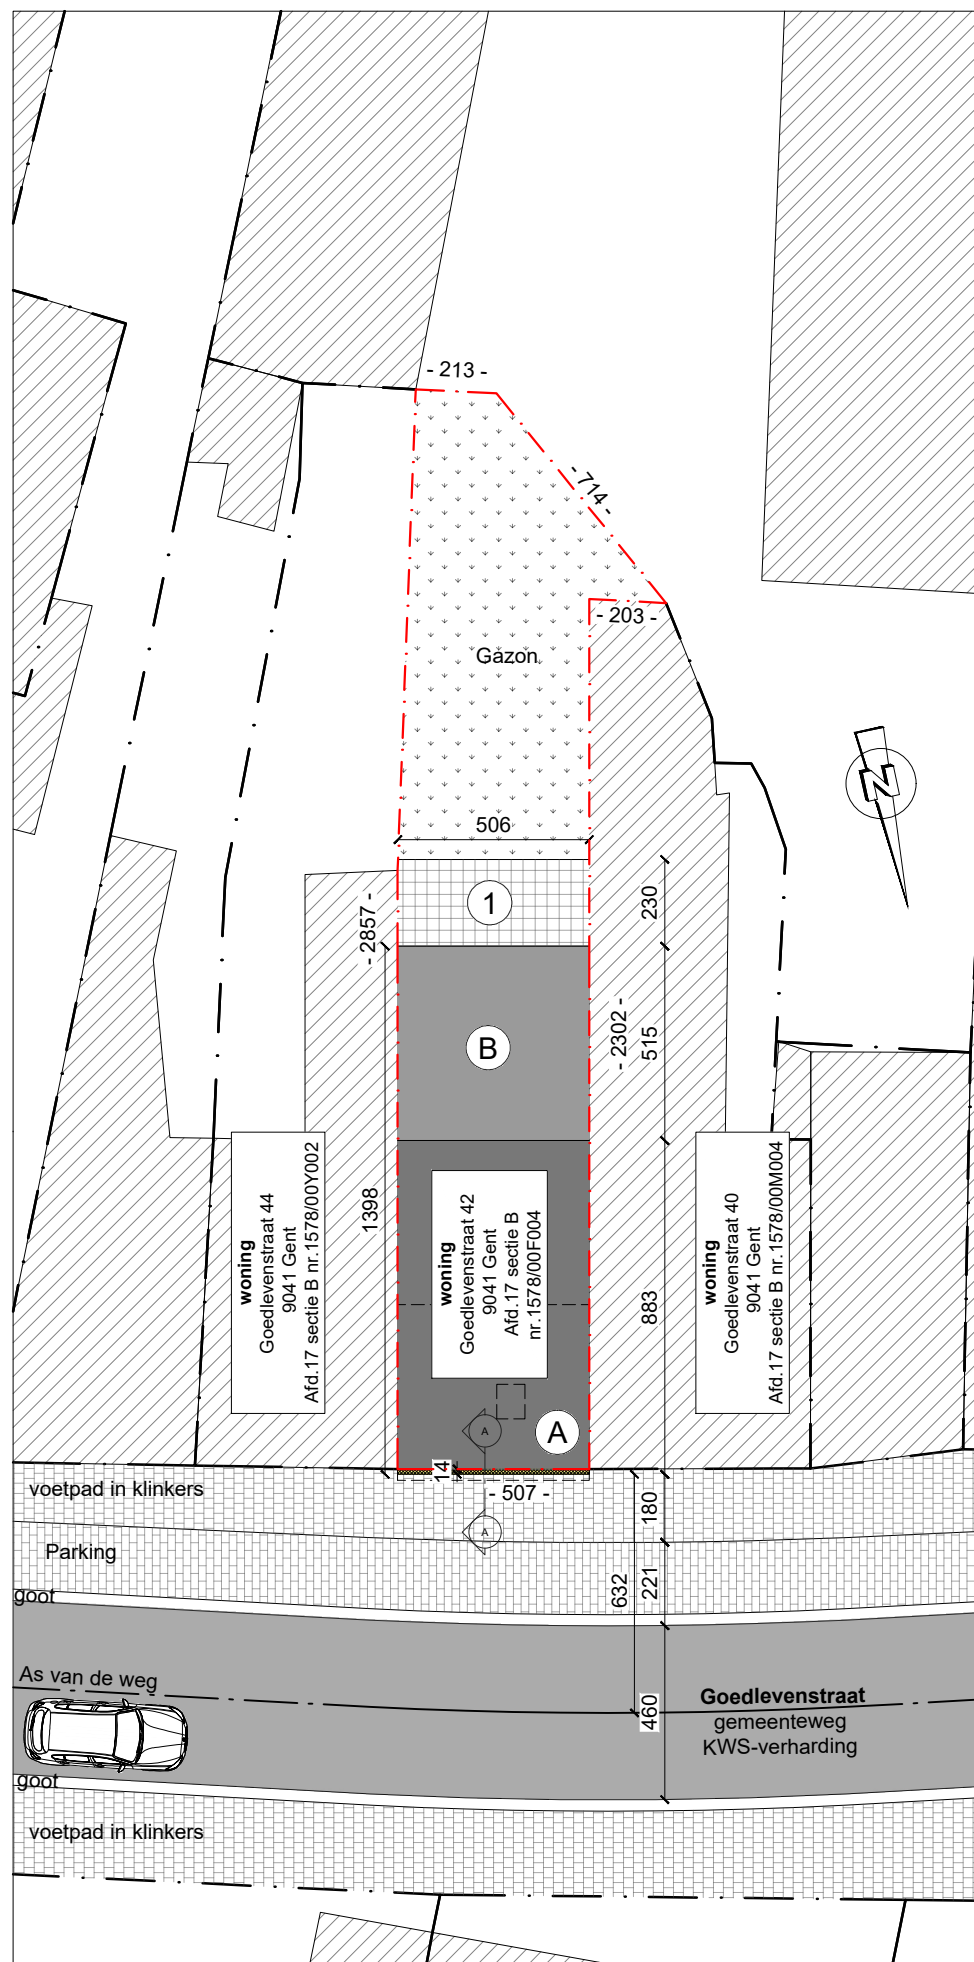 - 213 -
- 714 -
- 203 -
Gazon
N
506
1
230
- 2857 -
B
- 2302 -
515
1398
883
woning
Goedlevenstraat 44
9041 Gent
Afd.17 sectie B nr.1578/00Y002
woning
Goedlevenstraat 42
9041 Gent
Afd.17 sectie B
nr.1578/00F004
woning
Goedlevenstraat 40
9041 Gent
Afd.17 sectie B nr.1578/00M004
A
A
14
- 507 -
voetpad in klinkers
180
A
Parking
632
221
goot
As van de weg
460
Goedlevenstraat
gemeenteweg
KWS-verharding
goot
voetpad in klinkers